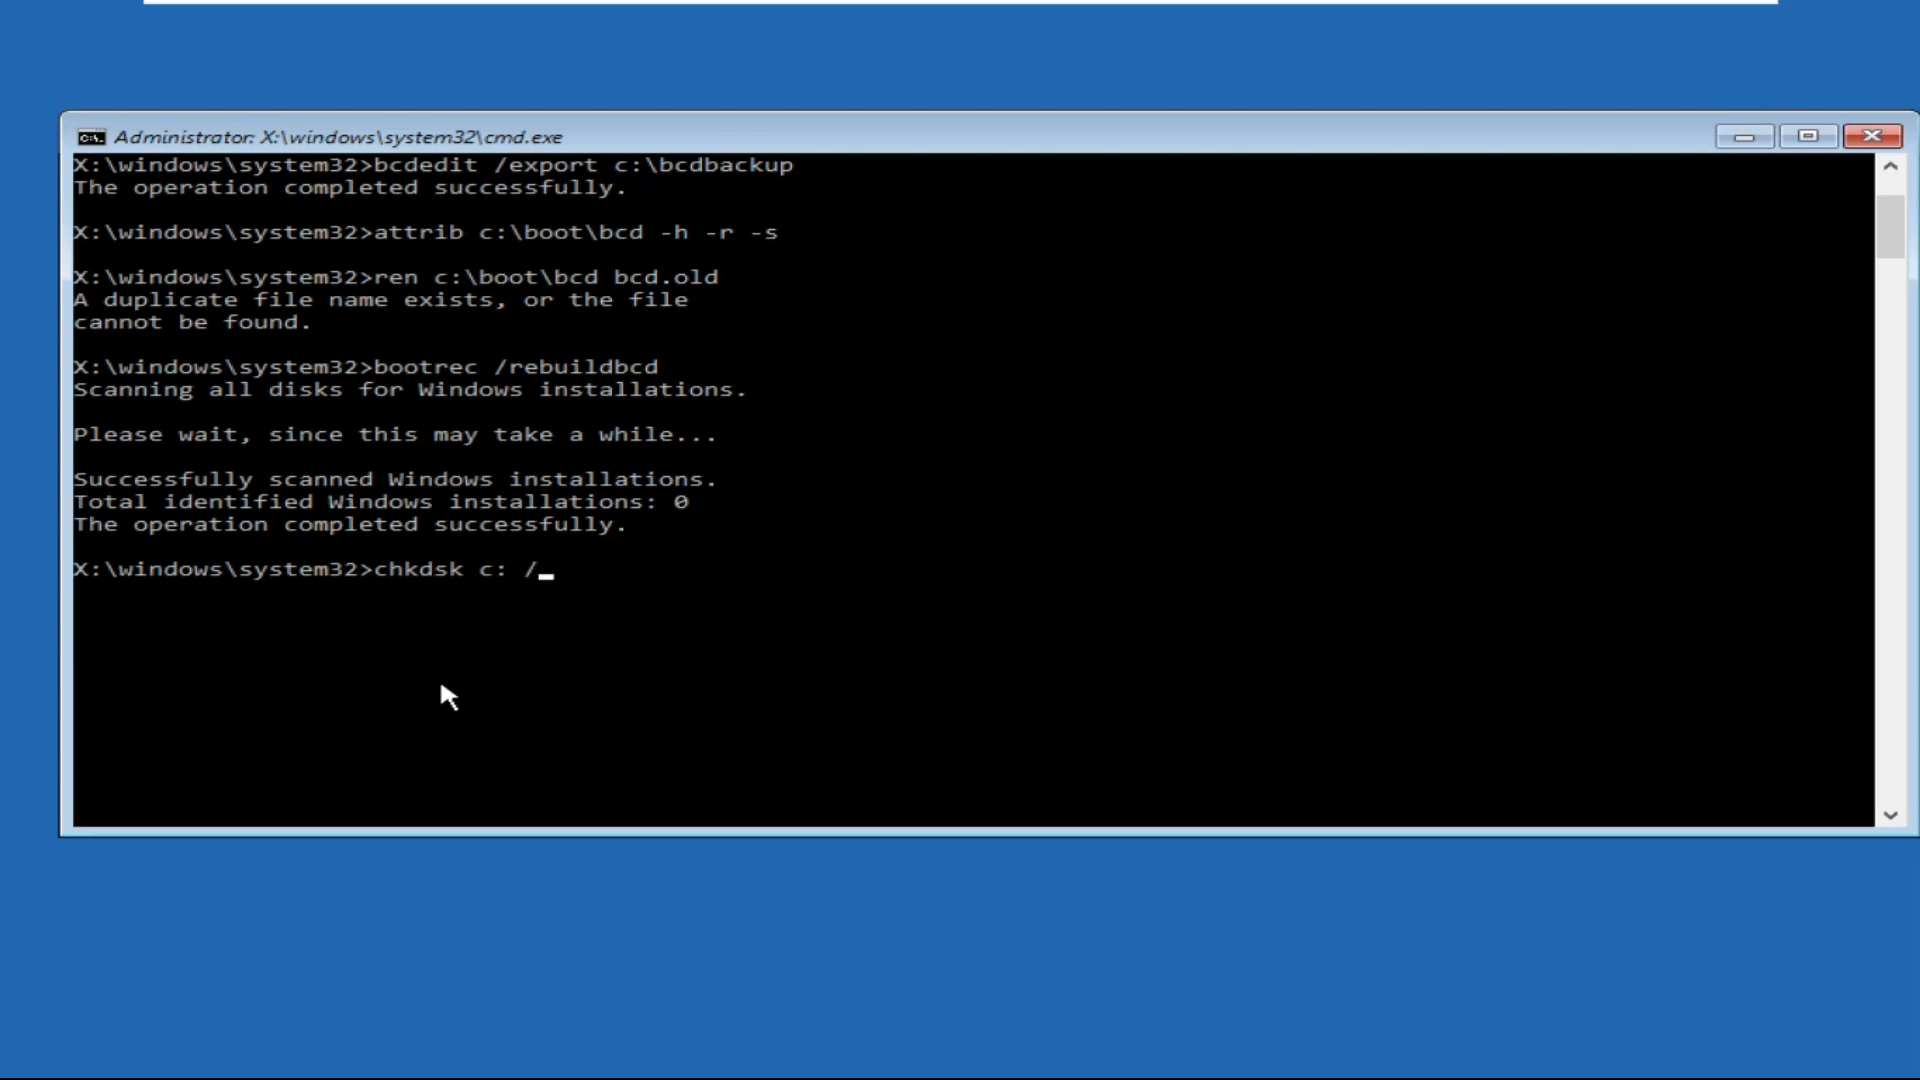 Administrator: X:\windows\system32\cmd.exe
X:\windows\system32>bcdedit /export c:\bcdbackup
The operation completed successfully.
X:\windows\system32>attrib c:\boot\bcd -h -r -s
X:\windows\system32>ren c:\boot\bcd bcd.old
A duplicate file name exists, or the file
cannot be found.
X:\windows\system32>bootrec /rebuildbcd
Scanning all disks for Windows installations.
Please wait, since this may take a while...
Successfully scanned Windows installations.
Total identified Windows installations: 0
The operation completed successfully.
X:\windows\system32>chkdsk c: /